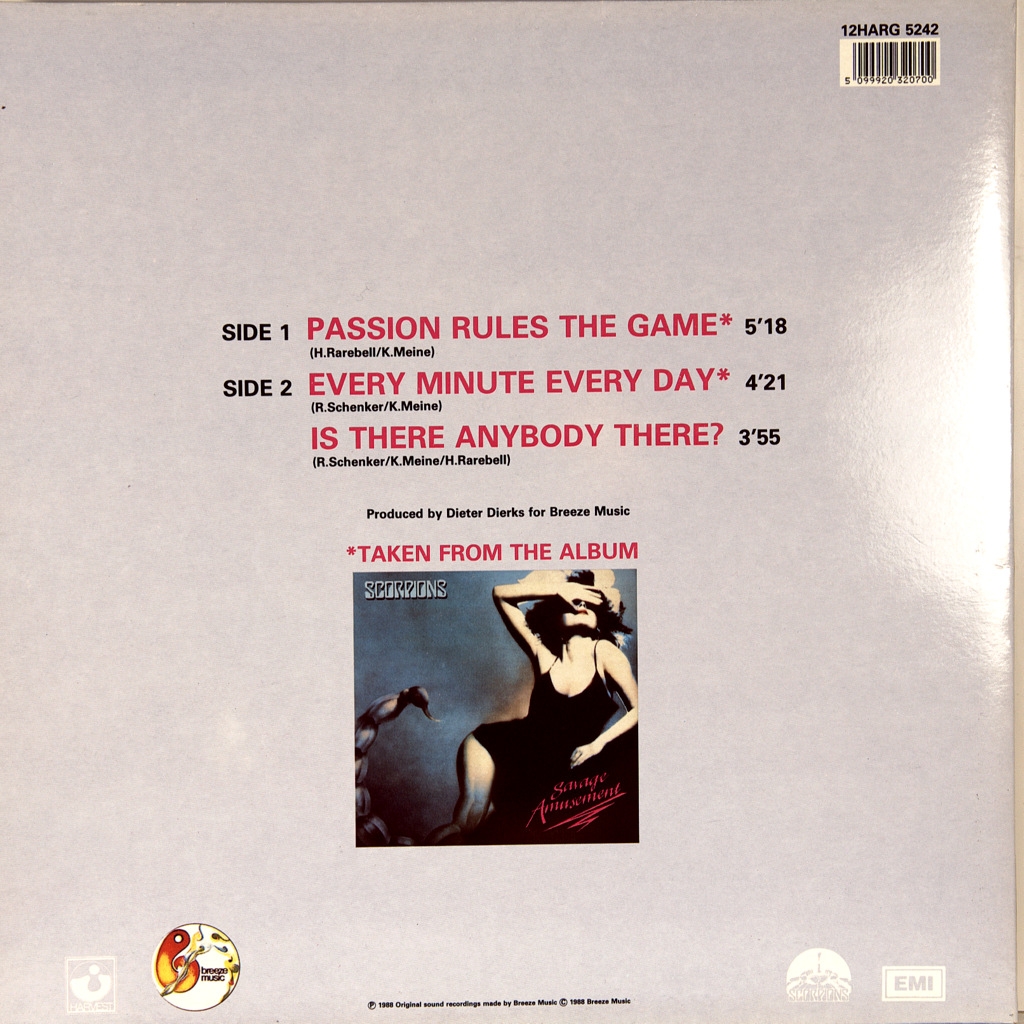 12HARG 5242
5 099920 320700
SIDE 1 PASSION RULES THE GAME* 5'18
(H.Rarebell/K.Meine)
SIDE 2 EVERY MINUTE EVERY DAY* 4'21
(R.Schenker/K.Meine)
IS THERE ANYBODY THERE? 3'55
(R.Schenker/K.Meine/H.Rarebell)
Produced by Dieter Dierks for Breeze Music
*TAKEN FROM THE ALBUM
SCORPIONS
Savage
Amusement
HARVEST
breeze
music
SCORPIONS
EMI
Ⓟ 1988 Original sound recordings made by Breeze Music © 1988 Breeze Music